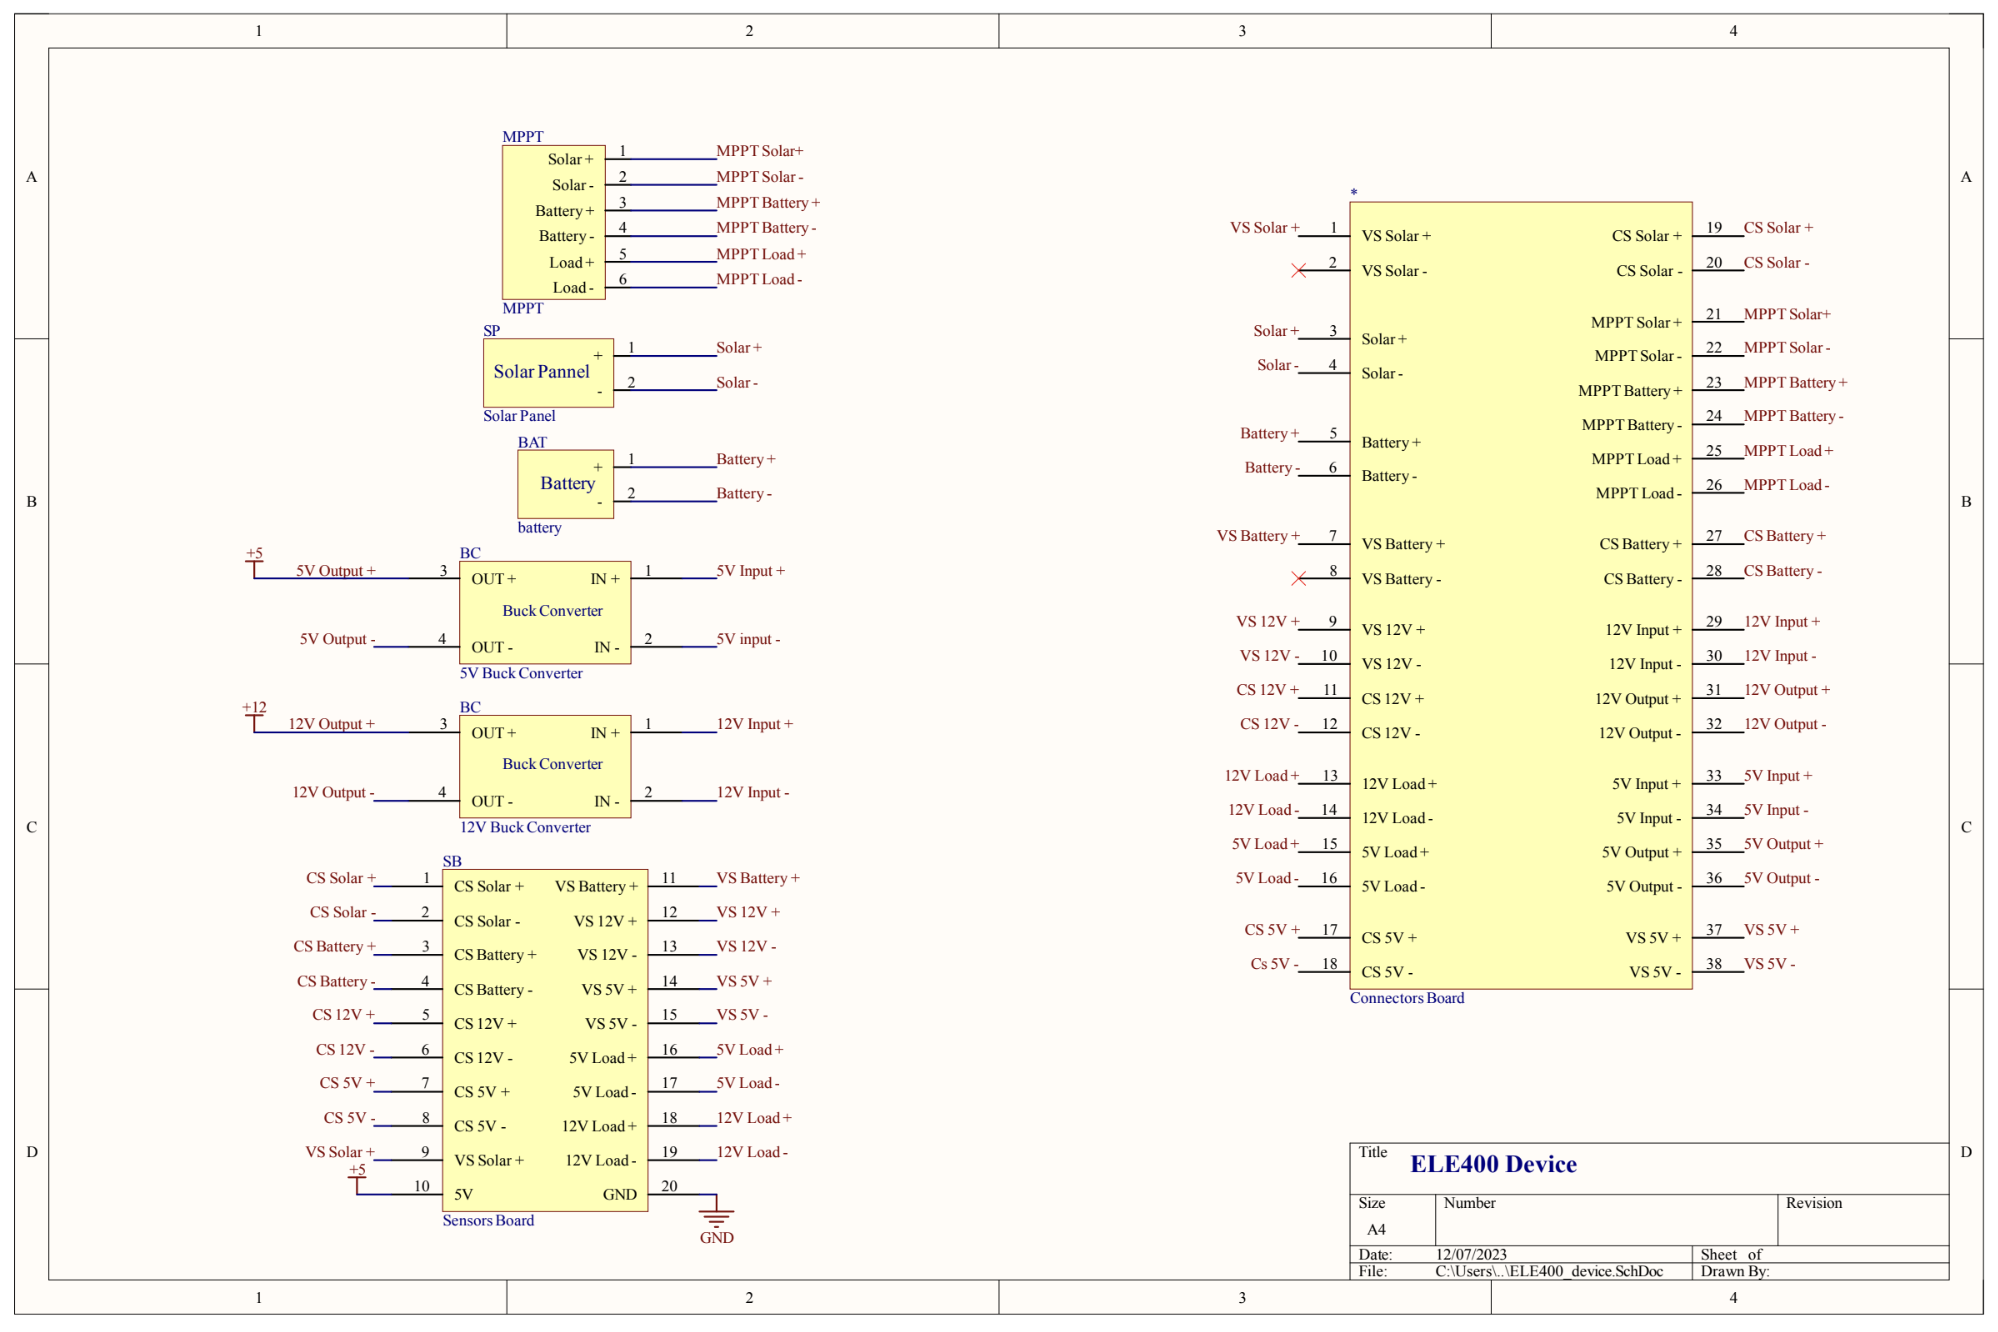 1 2 3 4
A
B
C
D
MPPT
Solar + 1 MPPT Solar+
Solar - 2 MPPT Solar -
Battery + 3 MPPT Battery +
Battery - 4 MPPT Battery -
Load + 5 MPPT Load +
Load - 6 MPPT Load -
MPPT
SP
+ 1 Solar +
Solar Pannel
- 2 Solar -
Solar Panel
BAT
+ 1 Battery +
Battery
- 2 Battery -
battery
+5
BC
5V Output + 3 OUT + IN + 1 5V Input +
Buck Converter
5V Output - 4 OUT - IN - 2 5V input -
5V Buck Converter
+12
BC
12V Output + 3 OUT + IN + 1 12V Input +
Buck Converter
12V Output - 4 OUT - IN - 2 12V Input -
12V Buck Converter
SB
CS Solar + 1 CS Solar + VS Battery + 11 VS Battery +
CS Solar - 2 CS Solar - VS 12V + 12 VS 12V +
CS Battery + 3 CS Battery + VS 12V - 13 VS 12V -
CS Battery - 4 CS Battery - VS 5V + 14 VS 5V +
CS 12V + 5 CS 12V + VS 5V - 15 VS 5V -
CS 12V - 6 CS 12V - 5V Load + 16 5V Load +
CS 5V + 7 CS 5V + 5V Load - 17 5V Load -
CS 5V - 8 CS 5V - 12V Load + 18 12V Load +
VS Solar + 9 VS Solar + 12V Load - 19 12V Load -
+5
10 5V GND 20
Sensors Board
GND
*
VS Solar + 1 VS Solar + CS Solar + 19 CS Solar +
2 VS Solar - CS Solar - 20 CS Solar -
MPPT Solar + 21 MPPT Solar+
Solar + 3 Solar +
MPPT Solar - 22 MPPT Solar -
Solar - 4 Solar -
MPPT Battery + 23 MPPT Battery +
MPPT Battery - 24 MPPT Battery -
Battery + 5 Battery +
MPPT Load + 25 MPPT Load +
Battery - 6 Battery -
MPPT Load - 26 MPPT Load -
VS Battery + 7 VS Battery + CS Battery + 27 CS Battery +
8 VS Battery - CS Battery - 28 CS Battery -
VS 12V + 9 VS 12V + 12V Input + 29 12V Input +
VS 12V - 10 VS 12V - 12V Input - 30 12V Input -
CS 12V + 11 CS 12V + 12V Output + 31 12V Output +
CS 12V - 12 CS 12V - 12V Output - 32 12V Output -
12V Load + 13 12V Load + 5V Input + 33 5V Input +
12V Load - 14 12V Load - 5V Input - 34 5V Input -
5V Load + 15 5V Load + 5V Output + 35 5V Output +
5V Load - 16 5V Load - 5V Output - 36 5V Output -
CS 5V + 17 CS 5V + VS 5V + 37 VS 5V +
Cs 5V - 18 CS 5V - VS 5V - 38 VS 5V -
Connectors Board
A
B
C
D
Title ELE400 Device
Size Number Revision
A4
Date: 12/07/2023 Sheet of
File: C:\Users\..\ELE400_device.SchDoc Drawn By:
1 2 3 4